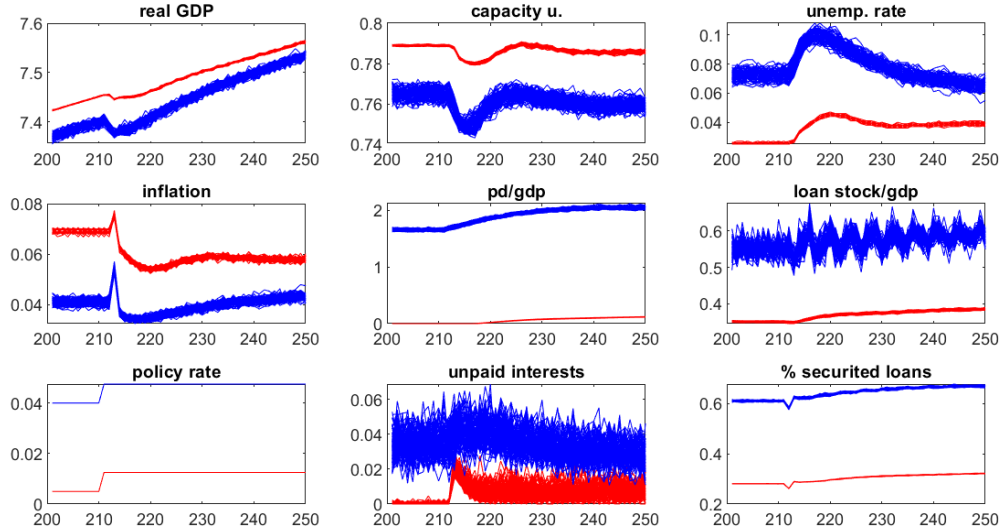 real GDP
7.6
7.5
7.4
200 210 220 230 240 250
capacity u.
0.8
0.78
0.76
0.74
200 210 220 230 240 250
unemp. rate
0.1
0.08
0.06
0.04
200 210 220 230 240 250
inflation
0.08
0.06
0.04
200 210 220 230 240 250
pd/gdp
2
1
0
200 210 220 230 240 250
loan stock/gdp
0.6
0.5
0.4
200 210 220 230 240 250
policy rate
0.04
0.02
0
200 210 220 230 240 250
unpaid interests
0.06
0.04
0.02
0
200 210 220 230 240 250
% securited loans
0.6
0.4
0.2
200 210 220 230 240 250